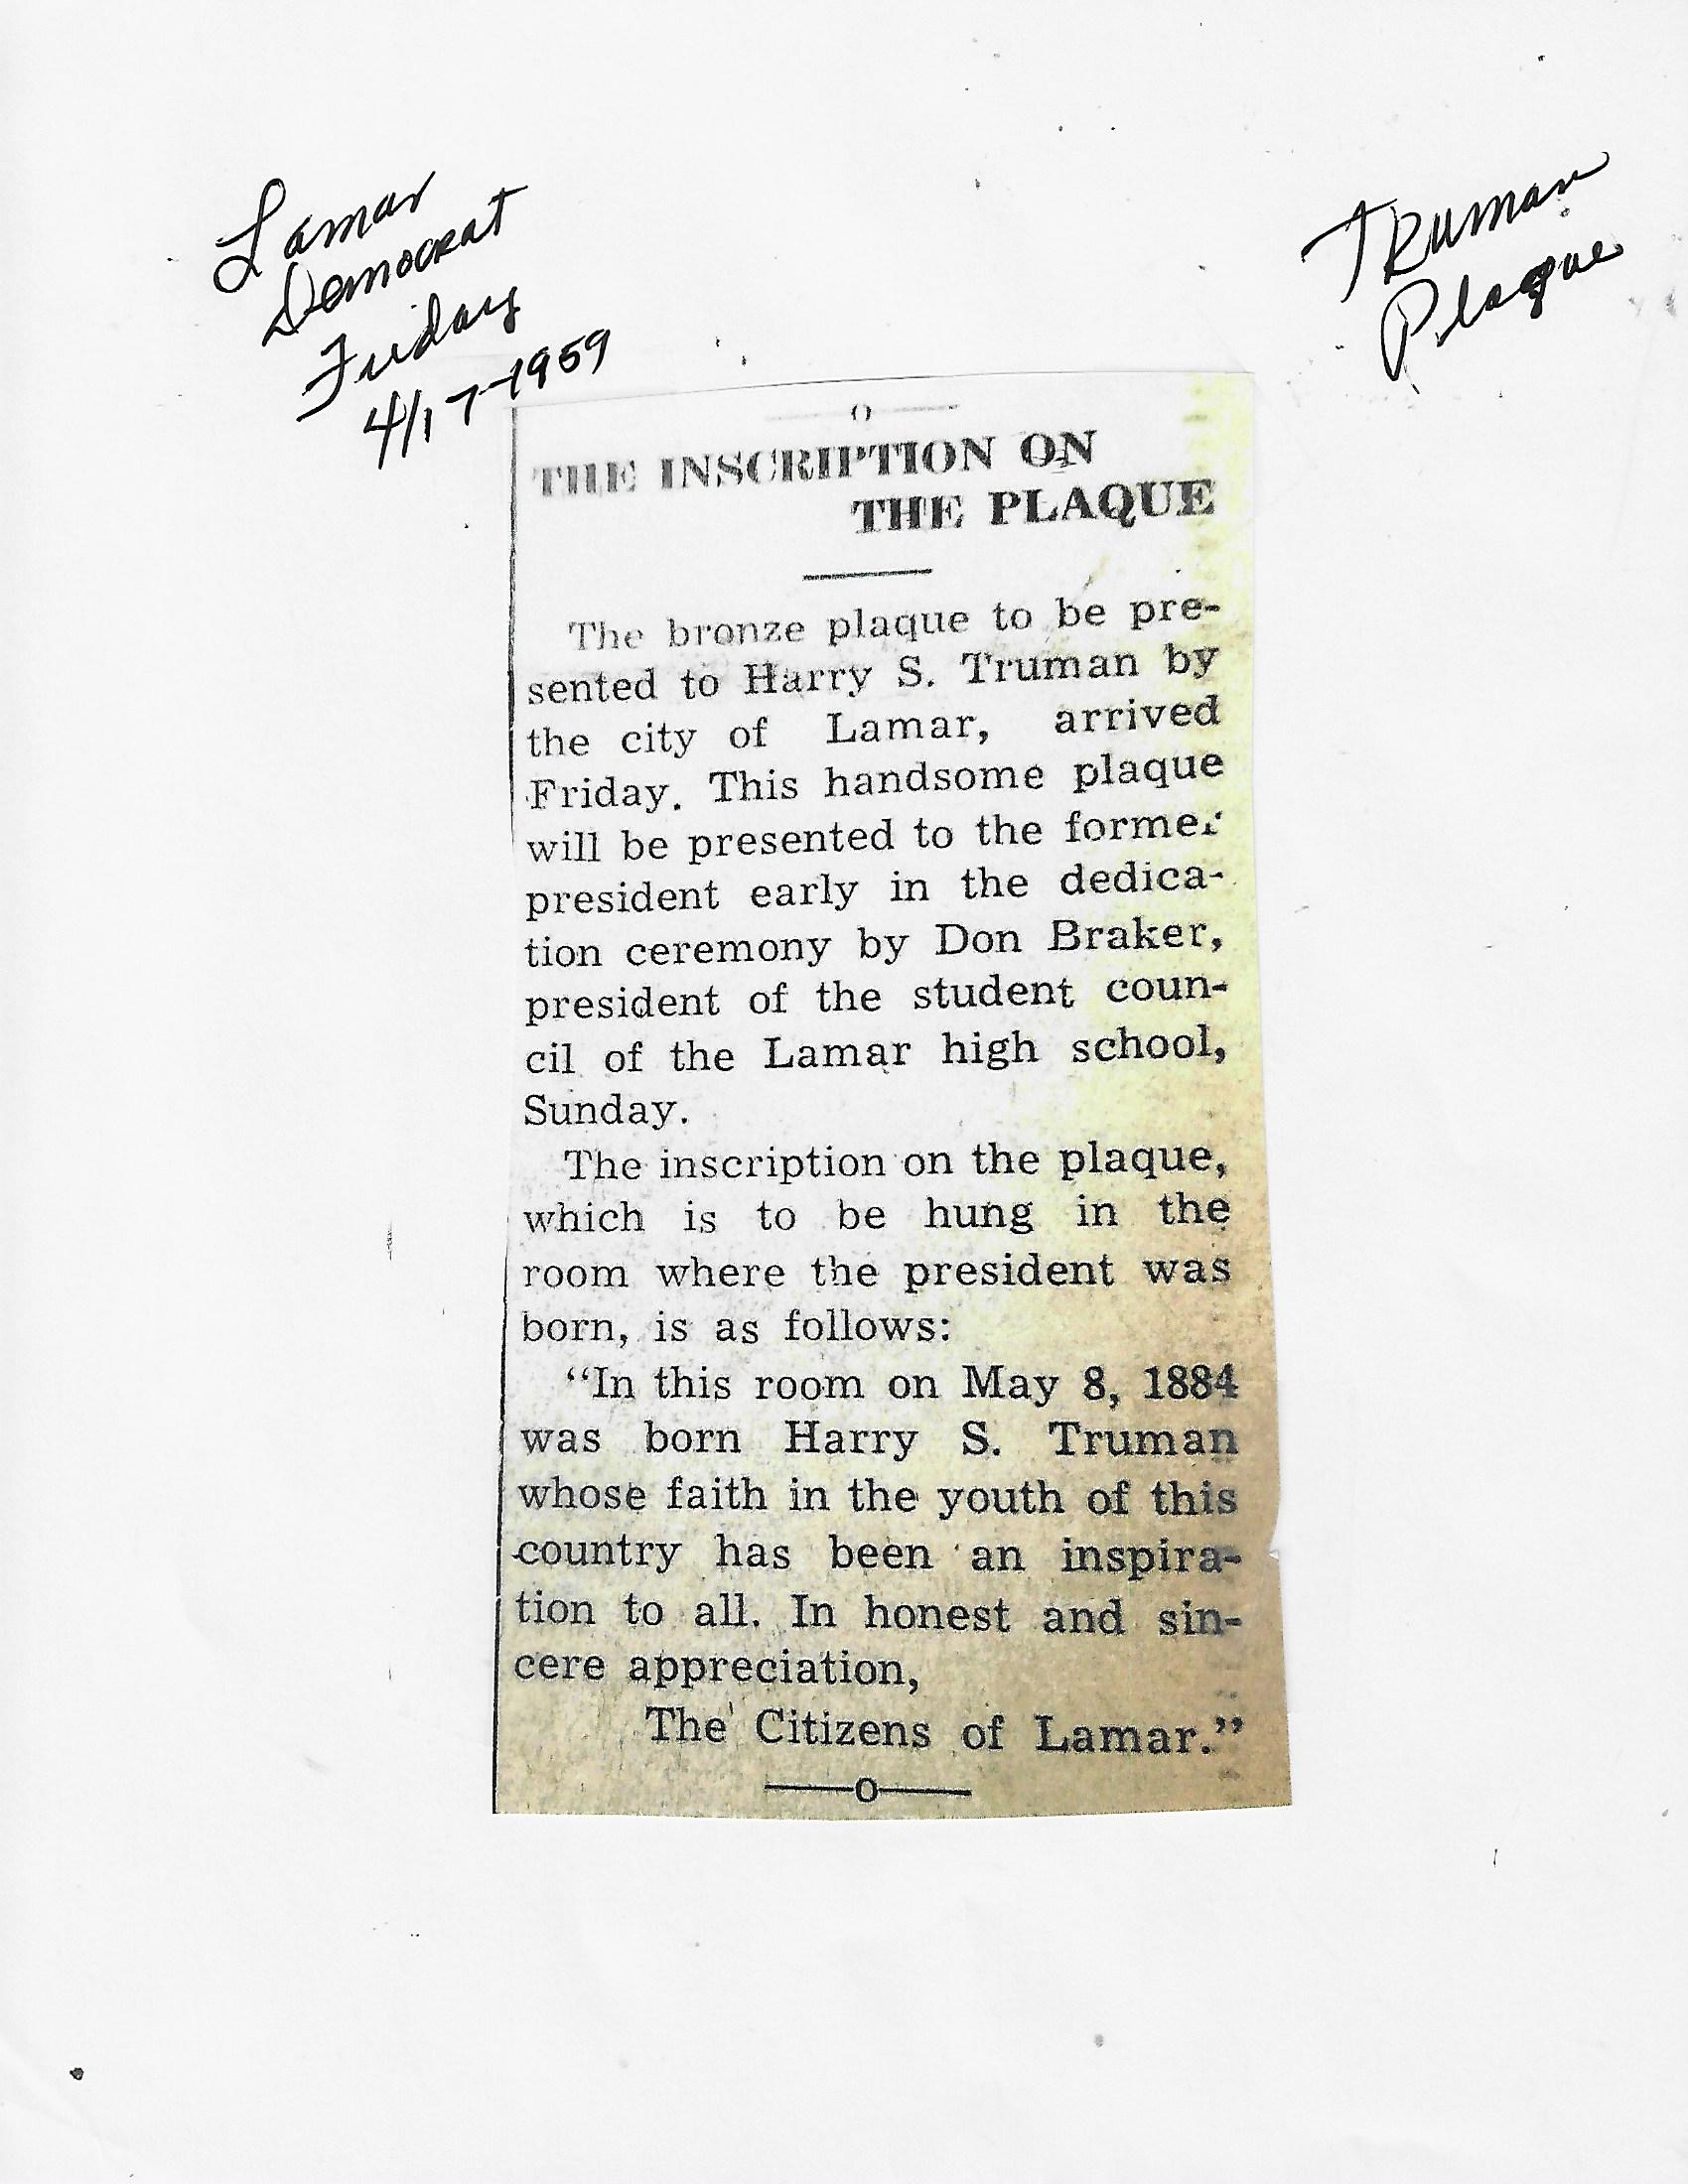 Lamar
Democrat
Friday
4/17-1959
Truman
Plaque
O
THE INSCRIPTION ON
THE PLAQUE
The bronze plaque to be pre-
sented to Harry S. Truman by
the city of Lamar, arrived
Friday. This handsome plaque
will be presented to the former
president early in the dedica-
tion ceremony by Don Braker,
president of the student coun-
cil of the Lamar high school,
Sunday.
The inscription on the plaque,
which is to be hung in the
room where the president was
born, is as follows:
“In this room on May 8, 1884
was born Harry S. Truman
whose faith in the youth of this
country has been an inspira-
tion to all. In honest and sin-
cere appreciation,
The Citizens of Lamar.”
O